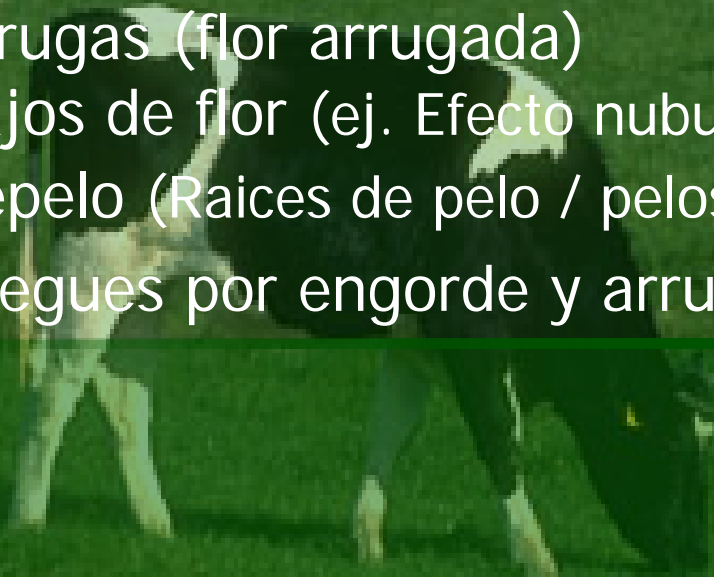 rugas (flor arrugada)
jos de flor (ej. Efecto nubu
epelo (Raices de pelo / pelos
egues por engorde y arru